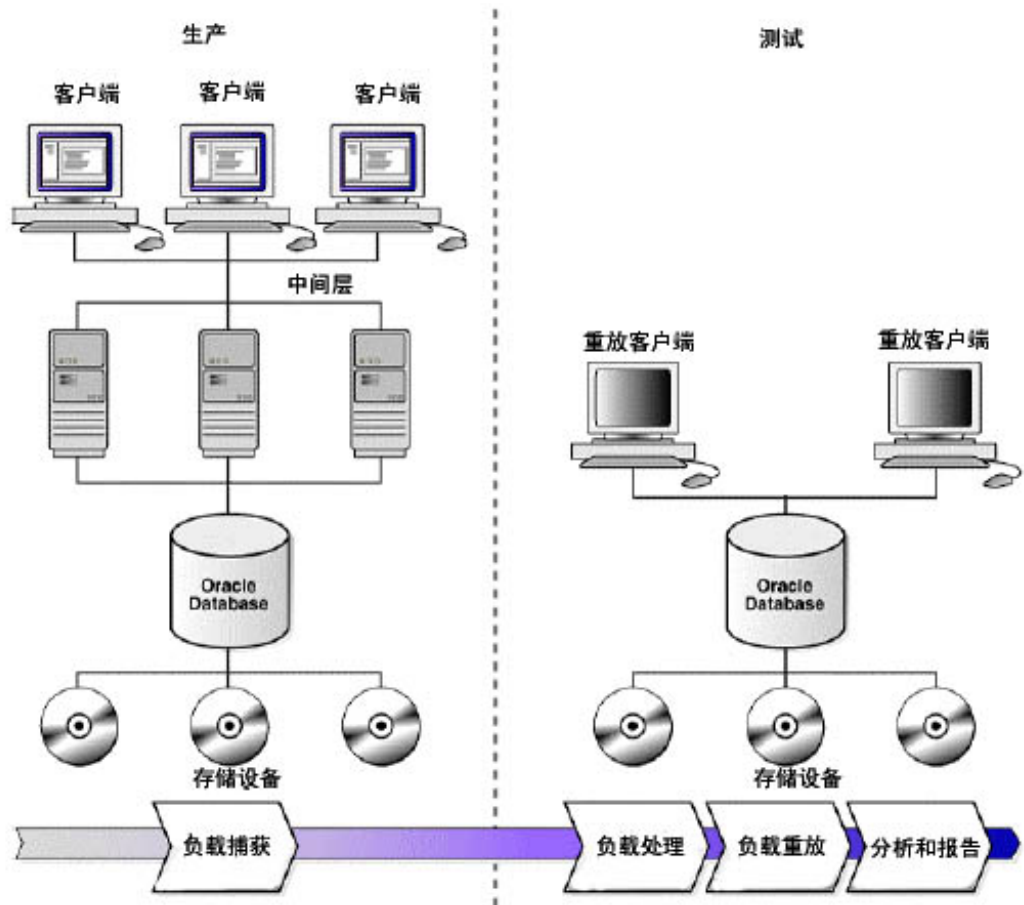 生产
测试
客户端
客户端
客户端
中间层
重放客户端
重放客户端
Oracle
Database
Oracle
Database
存储设备
存储设备
负载捕获
负载处理
负载重放
分析和报告